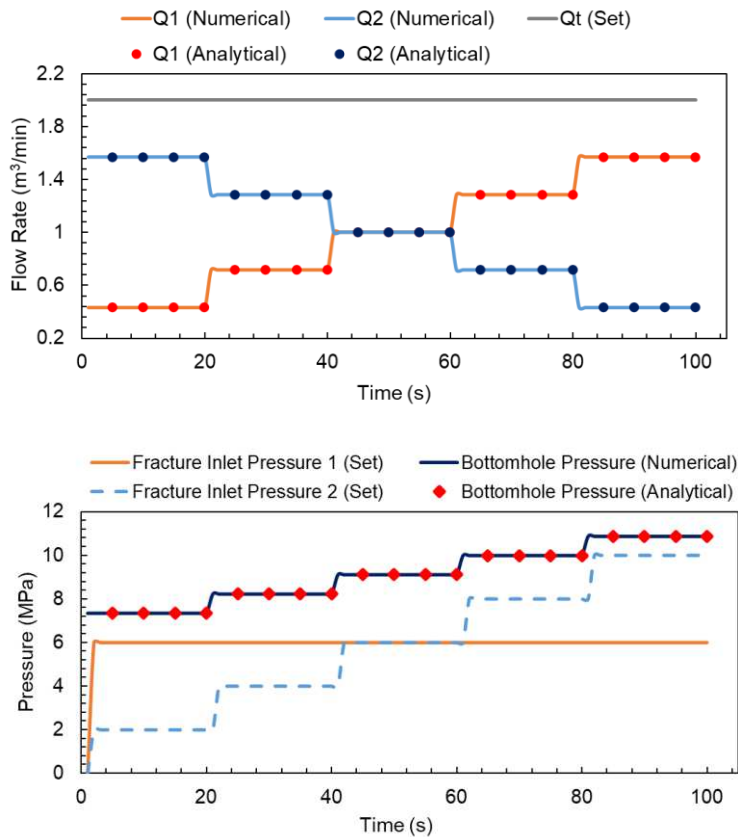 Q1 (Numerical) Q2 (Numerical) Qt (Set)
Q1 (Analytical) Q2 (Analytical)
2.2
1.8
1.4
1
0.6
0.2
Flow Rate (m³/min)
0 20 40 60 80 100
Time (s)
Fracture Inlet Pressure 1 (Set) Bottomhole Pressure (Numerical)
Fracture Inlet Pressure 2 (Set) Bottomhole Pressure (Analytical)
12
10
8
6
4
2
0
Pressure (MPa)
0 20 40 60 80 100
Time (s)